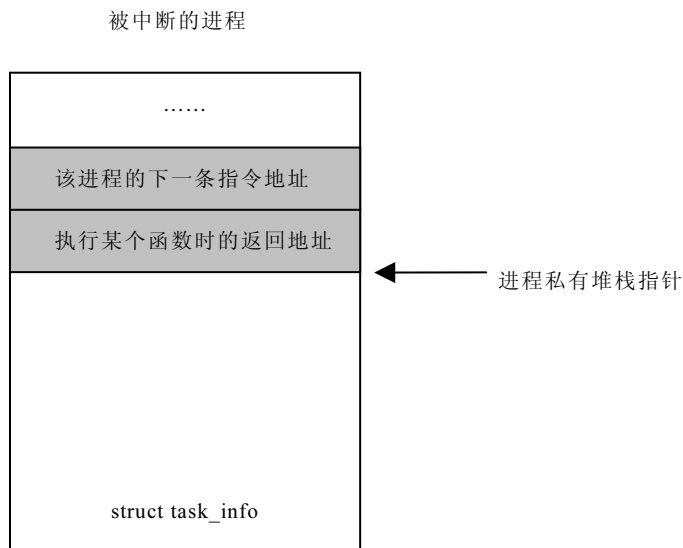 被中断的进程
……
该进程的下一条指令地址
执行某个函数时的返回地址
进程私有堆栈指针
struct task_info